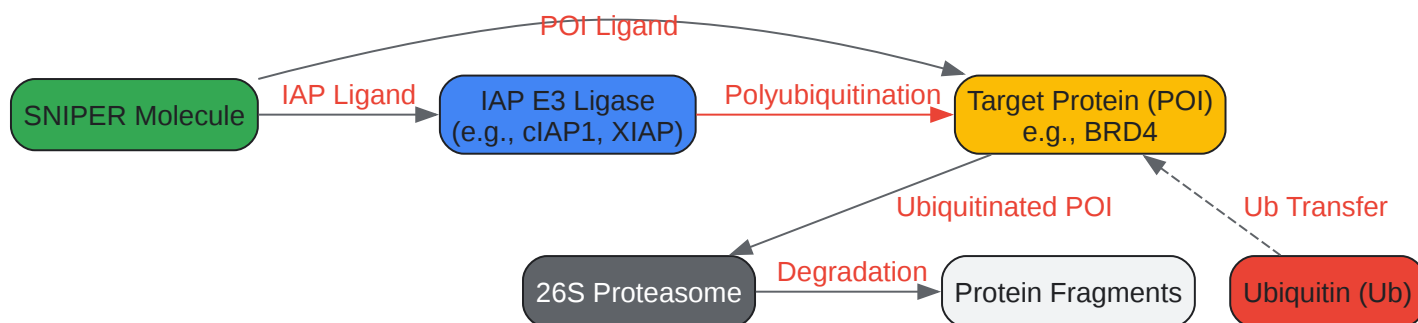 POI Ligand
SNIPER Molecule
IAP Ligand
IAP E3 Ligase
(e.g., cIAP1, XIAP)
Polyubiquitination
Target Protein (POI)
e.g., BRD4
Ubiquitinated POI
Ub Transfer
26S Proteasome
Degradation
Protein Fragments
Ubiquitin (Ub)